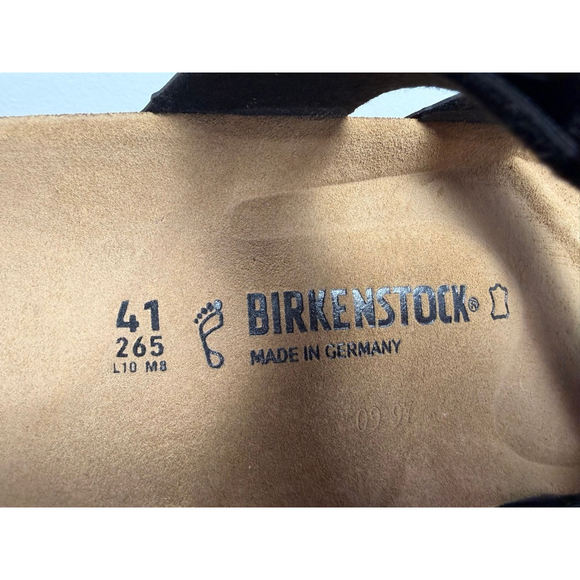 41
265
L10 M8
BIRKENSTOCK®
MADE IN GERMANY